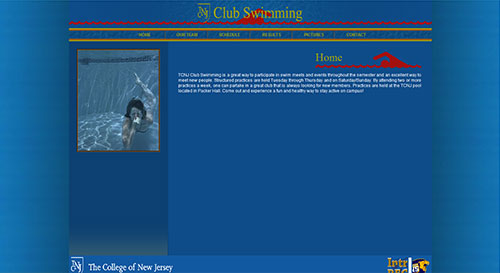 TCNJ Club Swimming
HOME OUR TEAM SCHEDULE RESULTS PICTURES CONTACT
Home
TCNJ Club Swimming is a great way to participate in swim meets and events throughout the semester and an excellent way to
meet new people. Structured practices are held Tuesday through Thursday and on Saturday/Sunday. By attending two or more
practices a week, one can partake in a great club that is always looking for new members. Practices are held at the TCNJ pool
located in Packer Hall. Come out and experience a fun and healthy way to stay active on campus!
TCNJ The College of New Jersey
Intr
REC